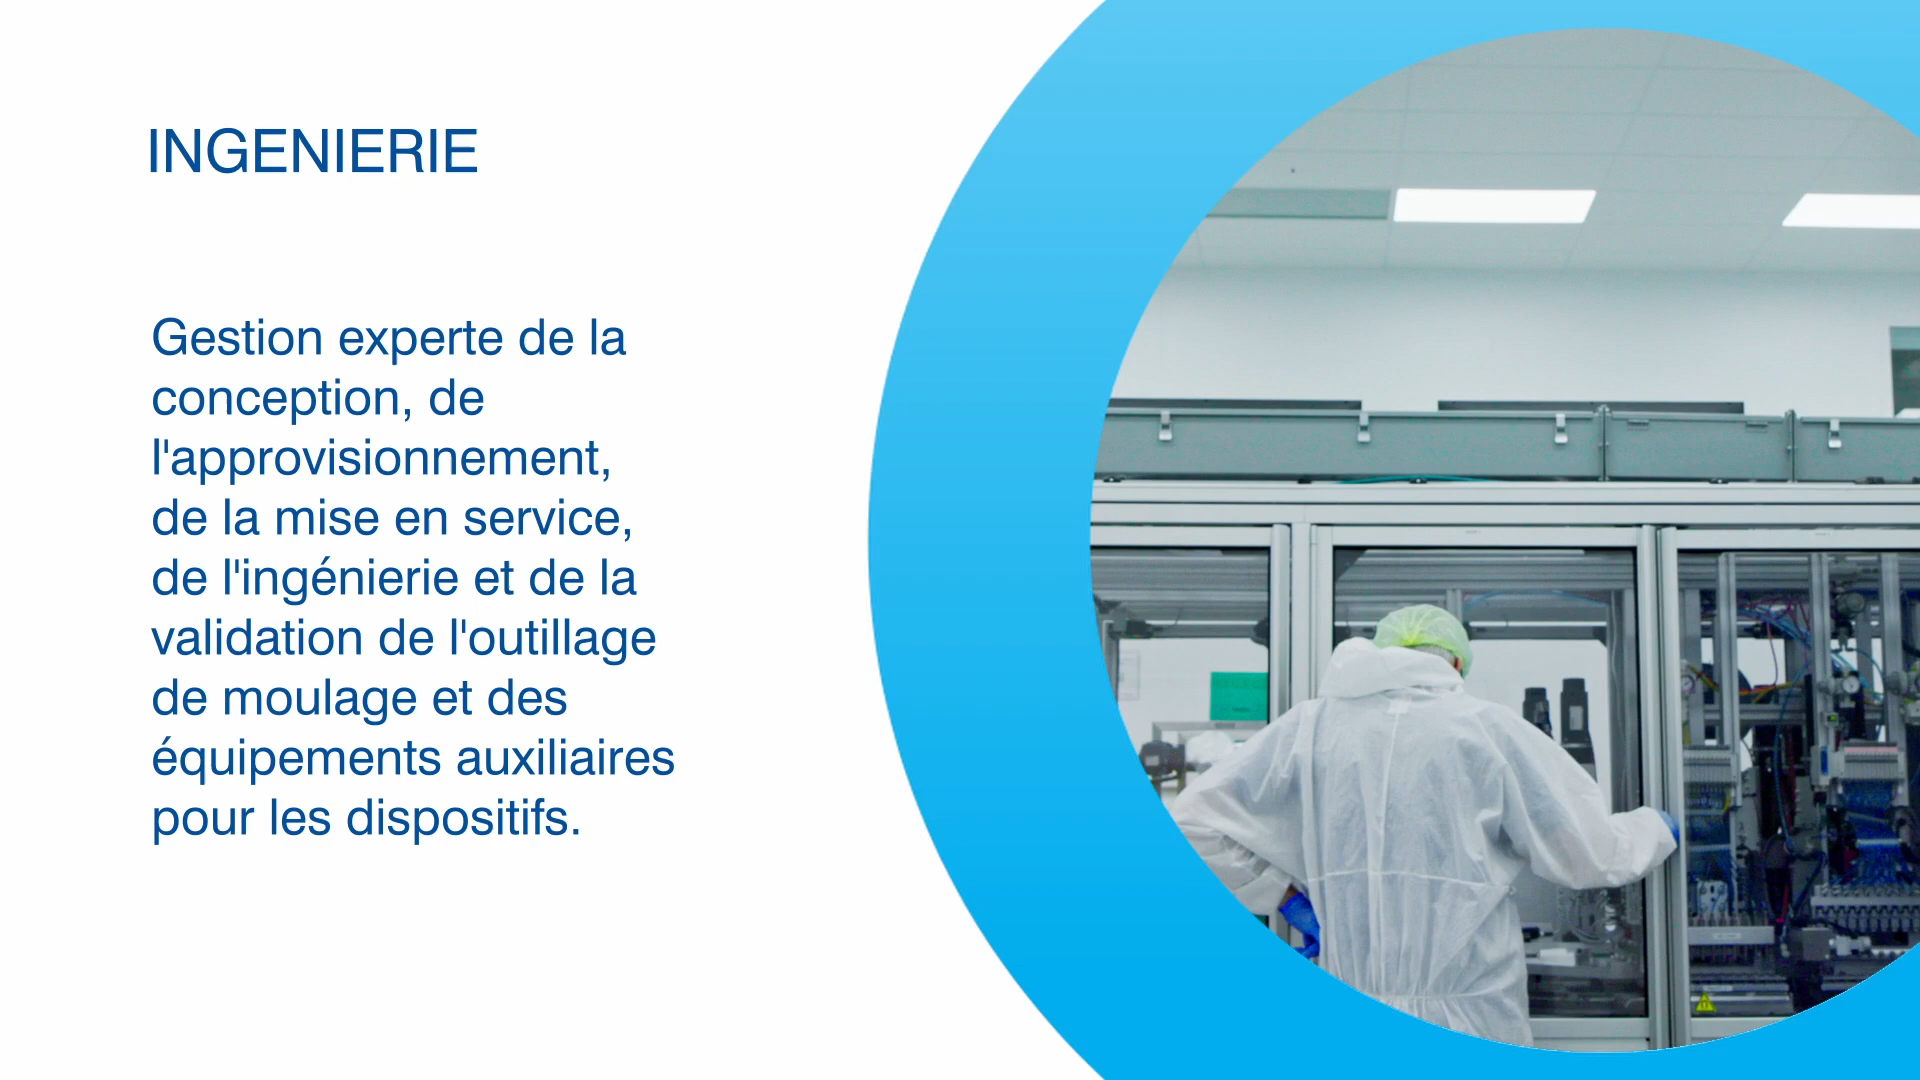 INGENIERIE
Gestion experte de la
conception, de
l'approvisionnement,
de la mise en service,
de l'ingénierie et de la
validation de l'outillage
de moulage et des
équipements auxiliaires
pour les dispositifs.